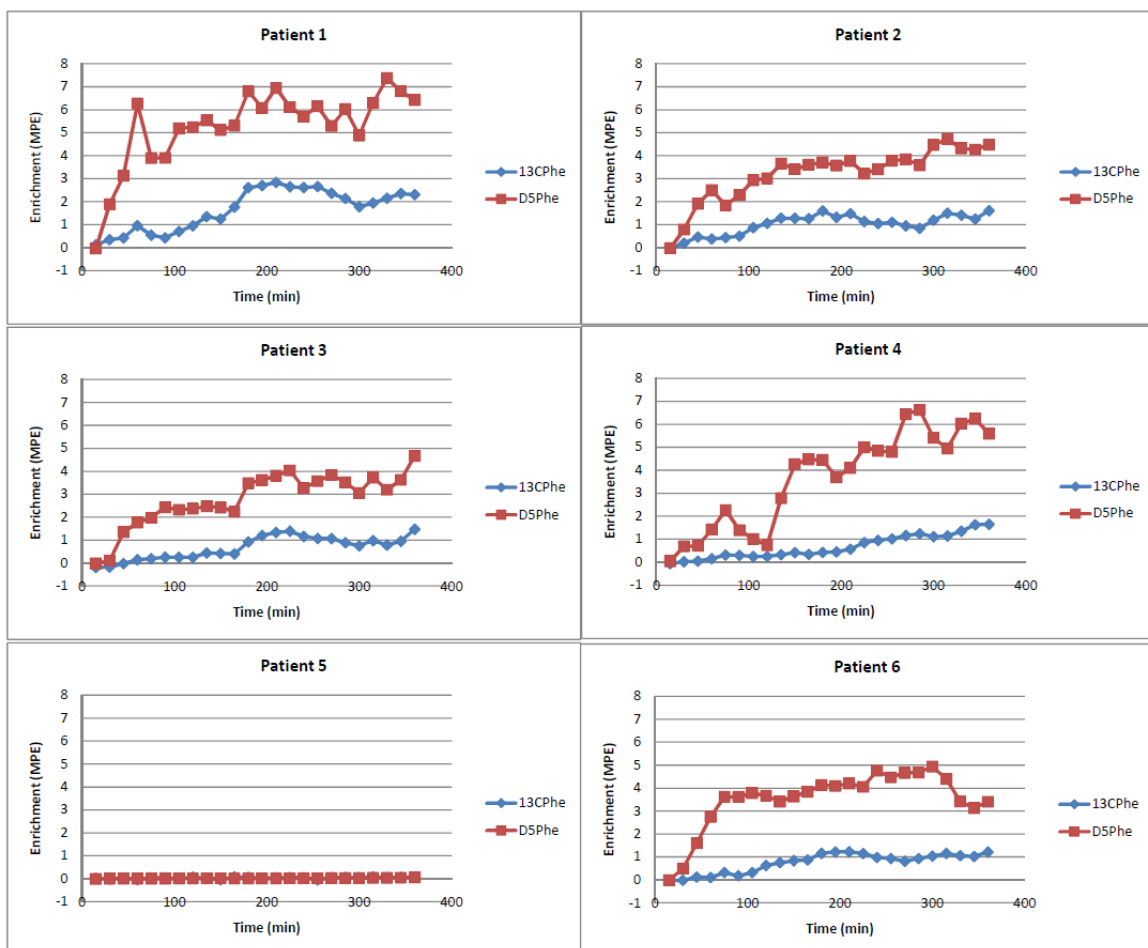 Patient 1
8
7
6
5
4
3
2
1
0
-1
Enrichment (MPE)
0 100 200 300 400
Time (min)
13CPhe
D5Phe
Patient 2
8
7
6
5
4
3
2
1
0
-1
Enrichment (MPE)
0 100 200 300 400
Time (min)
13CPhe
D5Phe
Patient 3
8
7
6
5
4
3
2
1
0
-1
Enrichment (MPE)
0 100 200 300 400
Time (min)
13CPhe
D5Phe
Patient 4
8
7
6
5
4
3
2
1
0
-1
Enrichment (MPE)
0 100 200 300 400
Time (min)
13CPhe
D5Phe
Patient 5
8
7
6
5
4
3
2
1
0
-1
Enrichment (MPE)
0 100 200 300 400
Time (min)
13CPhe
D5Phe
Patient 6
8
7
6
5
4
3
2
1
0
-1
Enrichment (MPE)
0 100 200 300 400
Time (min)
13CPhe
D5Phe